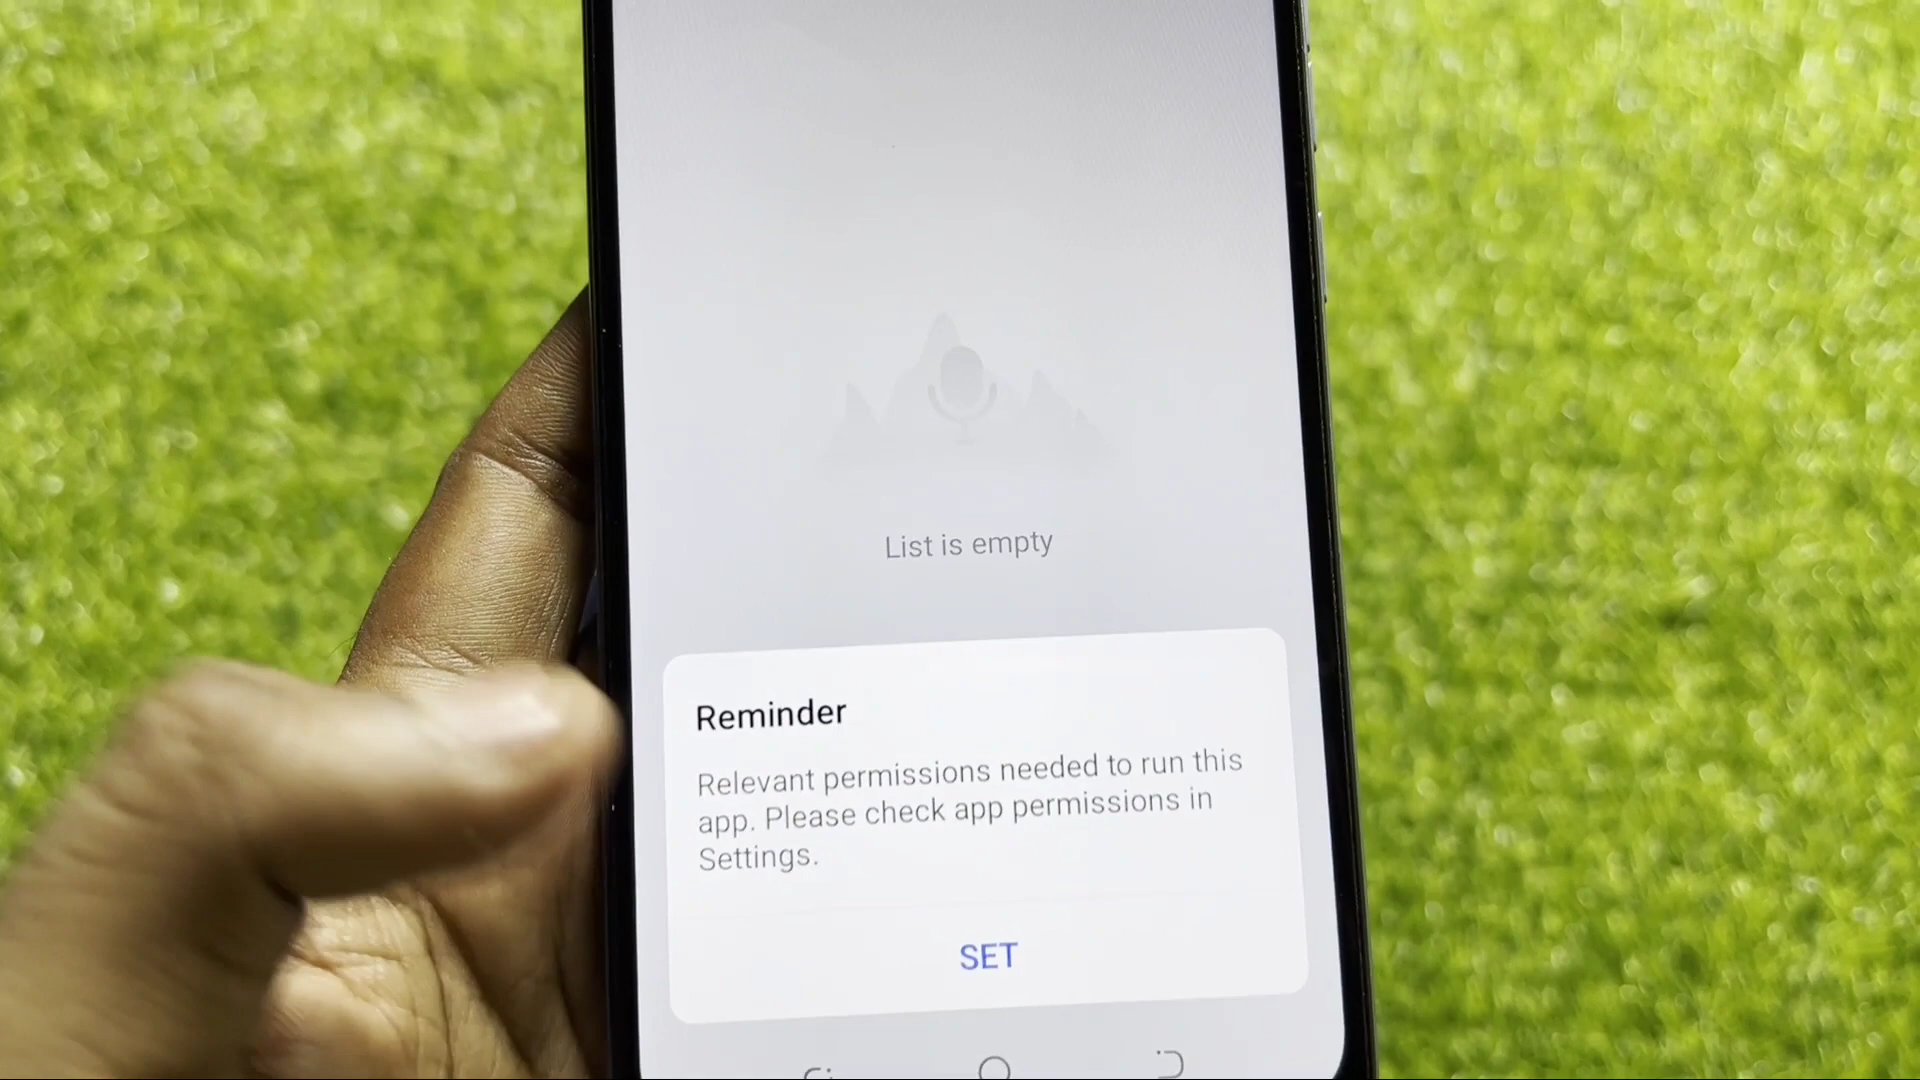 List is empty
Reminder
Relevant permissions needed to run this
app. Please check app permissions in
Settings.
SET